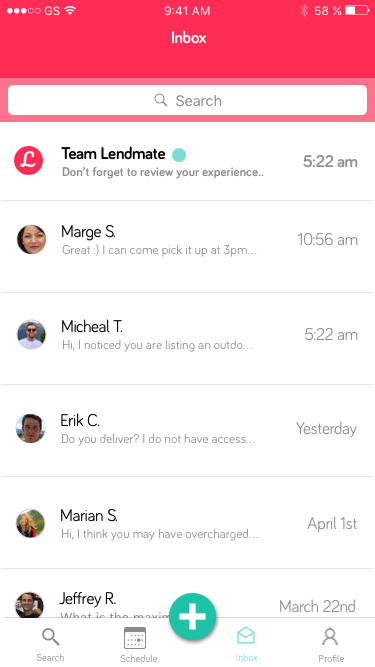 GS 9:41 AM 58 %
Inbox
Search
L Team Lendmate 5:22 am
Don't forget to review your experience..
Marge S. 10:56 am
Great :) I can come pick it up at 3pm...
Micheal T. 5:22 am
Hi, I noticed you are listing an outdo...
Erik C. Yesterday
Do you deliver? I do not have access...
Marian S. April 1st
Hi, I think you may have overcharged...
Jeffrey R. March 22nd
What is the maxim
Search Schedule Inbox Profile